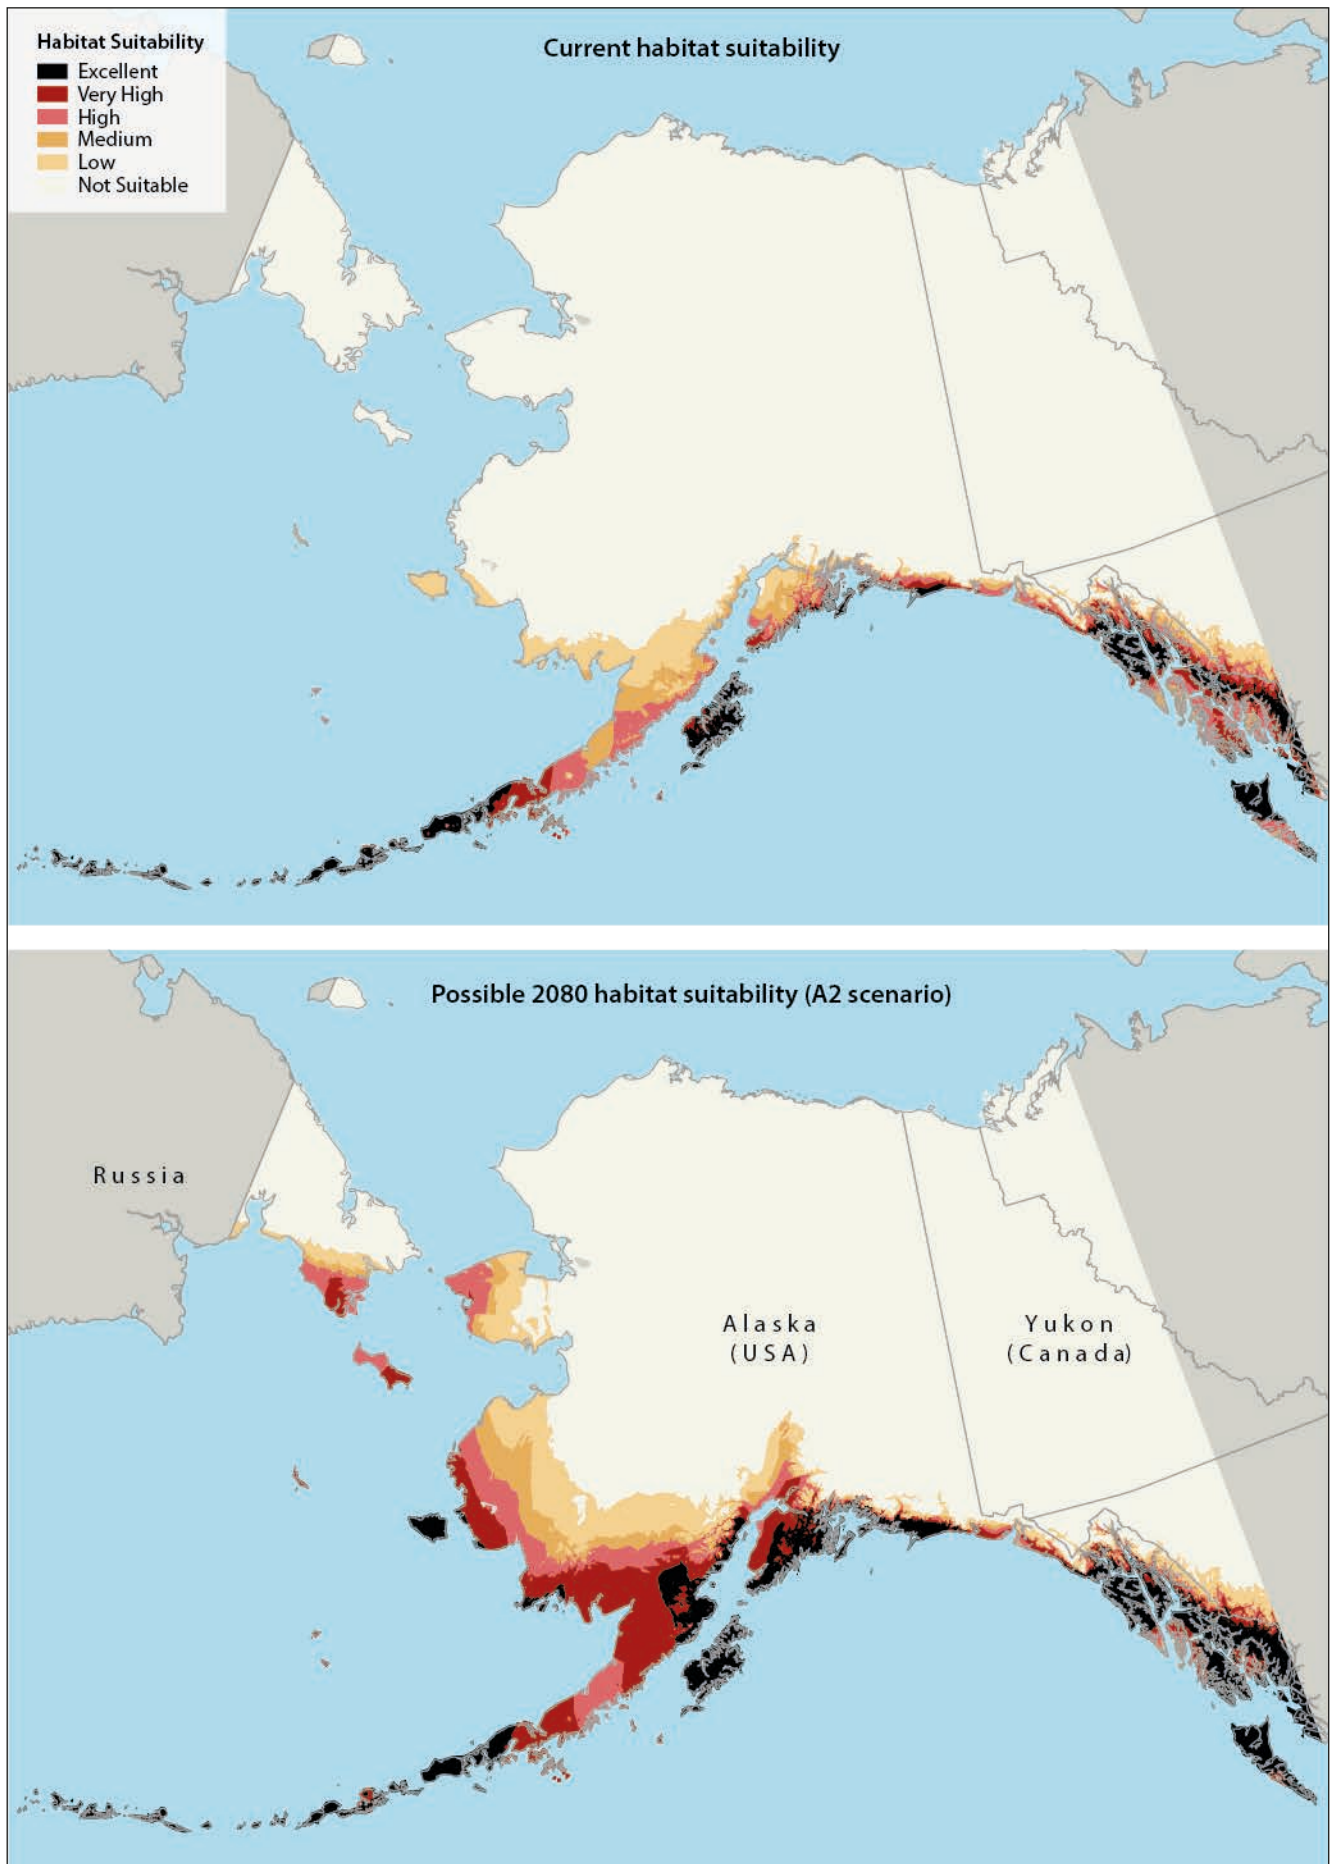 Habitat Suitability
Excellent
Very High
High
Medium
Low
Not Suitable
Current habitat suitability
Possible 2080 habitat suitability (A2 scenario)
Russia
Alaska
(USA)
Yukon
(Canada)